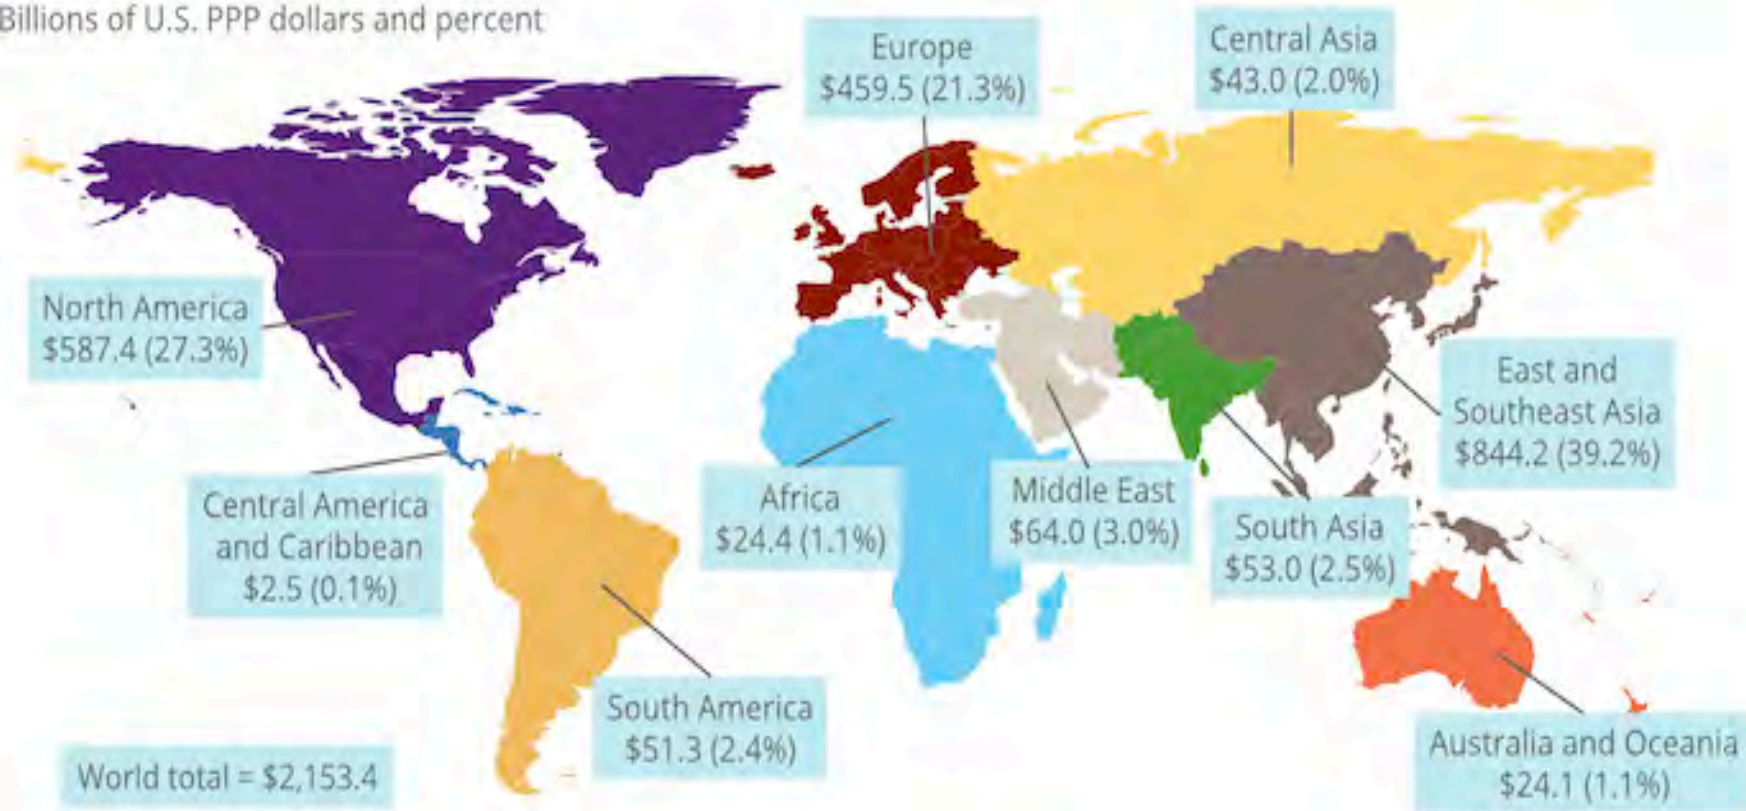 Billions of U.S. PPP dollars and percent
Europe
$459.5 (21.3%)
Central Asia
$43.0 (2.0%)
North America
$587.4 (27.3%)
East and
Southeast Asia
$844.2 (39.2%)
Central America
and Caribbean
$2.5 (0.1%)
Africa
$24.4 (1.1%)
Middle East
$64.0 (3.0%)
South Asia
$53.0 (2.5%)
South America
$51.3 (2.4%)
Australia and Oceania
$24.1 (1.1%)
World total = $2,153.4